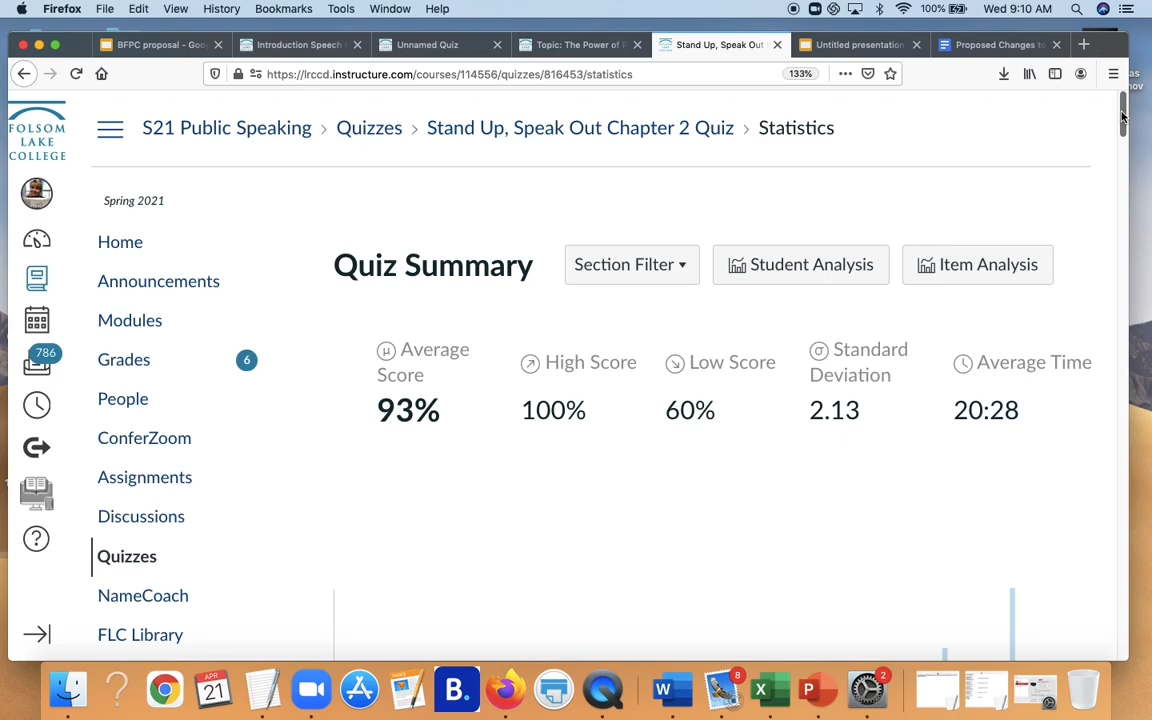 Firefox File Edit View History Bookmarks Tools Window Help 100% Wed 9:10 AM
BFPC proposal - Goo Introduction Speech Unnamed Quiz Topic: The Power of Stand Up, Speak Out Untitled presentation Proposed Changes to
https://lrccd.instructure.com/courses/114556/quizzes/816453/statistics 133%
as
nov
FOLSOM
LAKE
COLLEGE
S21 Public Speaking › Quizzes › Stand Up, Speak Out Chapter 2 Quiz › Statistics
Spring 2021
Home
Announcements
Modules
786
Grades 6
People
ConferZoom
Assignments
Discussions
Quizzes
NameCoach
FLC Library
Quiz Summary
Section Filter
Student Analysis
Item Analysis
μ Average
Score
93%
High Score
100%
Low Score
60%
σ Standard
Deviation
2.13
Average Time
20:28
APR
21
B.
W
8
X
P
2